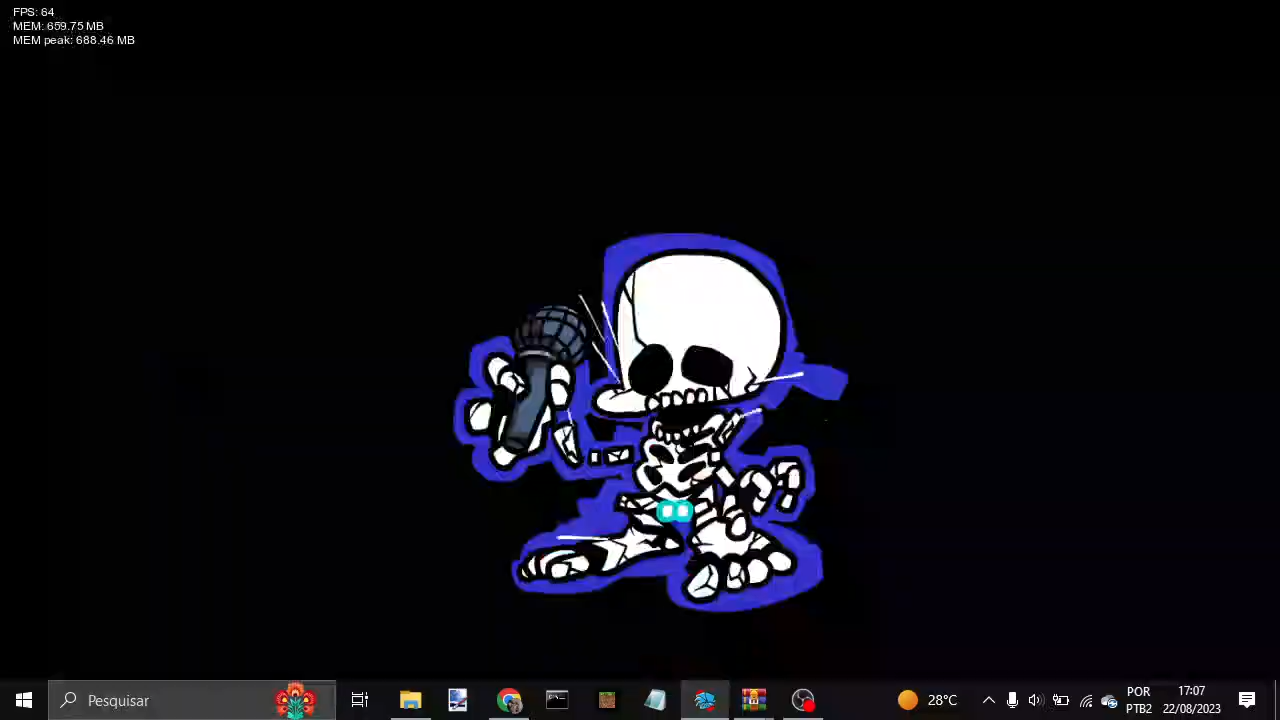 FPS: 64
MEM: 659.75 MB
MEM peak: 688.46 MB
Pesquisar
28°C
POR
PTB2
17:07
22/08/2023